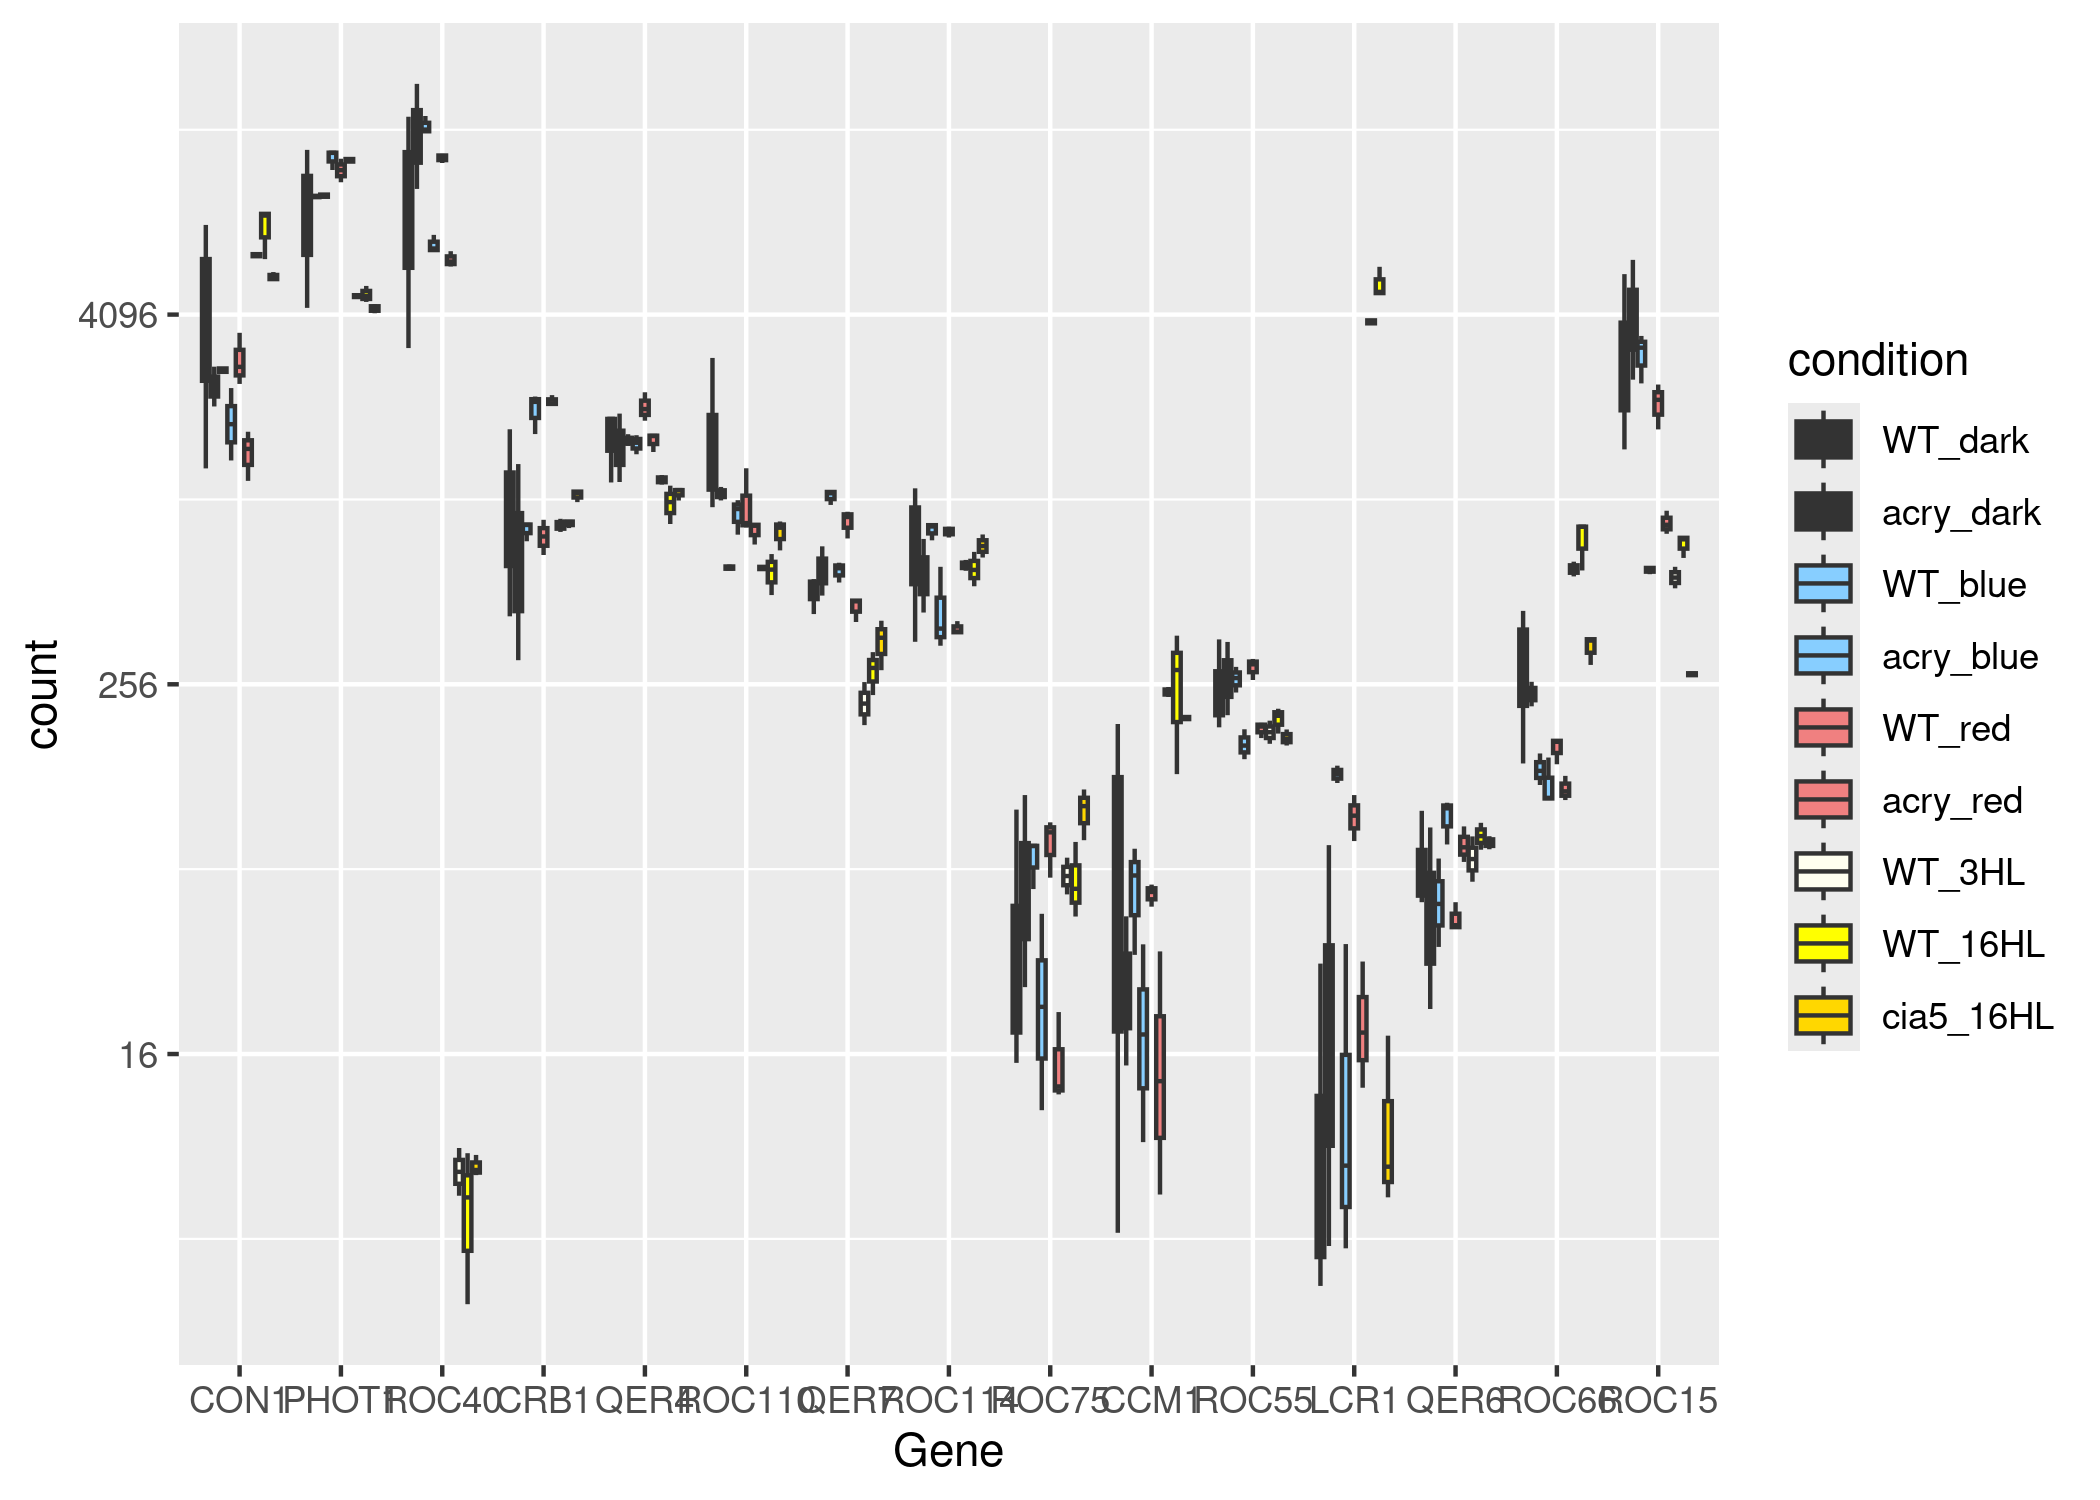 count
4096
256
16
CON1 PHOT1 ROC40 CRB1 QER4 ROC110 QER7 ROC114 ROC75 CCM1 ROC55 LCR1 QER6 ROC66 ROC15
Gene
condition
WT_dark
acry_dark
WT_blue
acry_blue
WT_red
acry_red
WT_3HL
WT_16HL
cia5_16HL